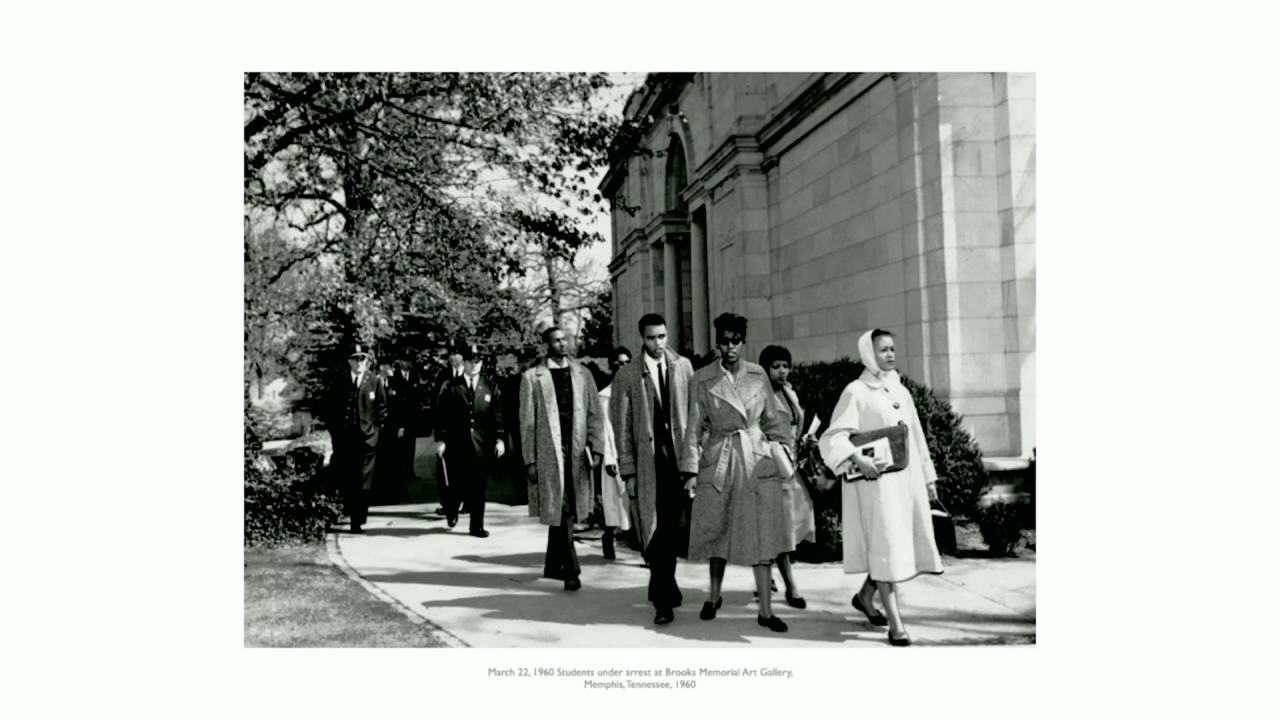 March 22, 1960 Students under arrest at Brooks Memorial Art Gallery,
Memphis, Tennessee, 1960